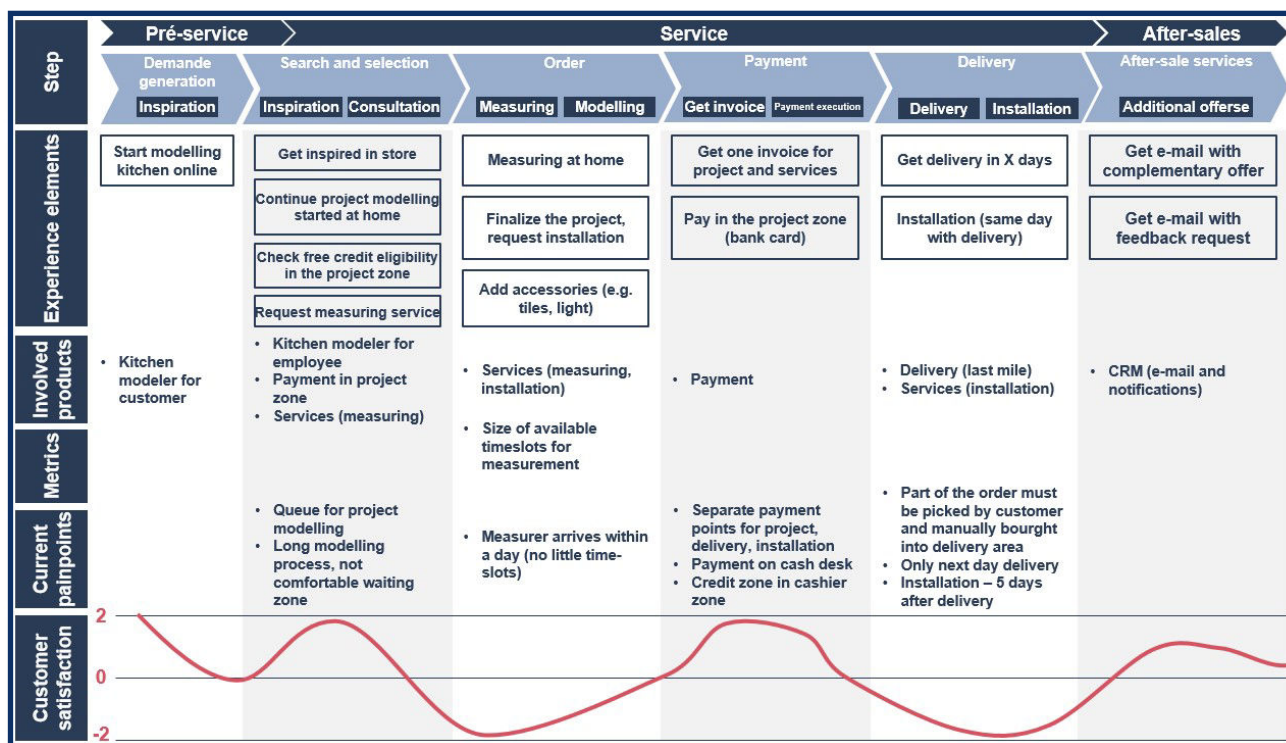 Step
Pré-service
Service
After-sales
Demande
generation
Inspiration
Search and selection
Inspiration
Consultation
Order
Measuring
Modelling
Payment
Get invoice
Payment execution
Delivery
Delivery
Installation
After-sale services
Additional offerse
Experience elements
Start modelling
kitchen online
Get inspired in store
Continue project modelling
started at home
Check free credit eligibility
in the project zone
Request measuring service
Measuring at home
Finalize the project,
request installation
Add accessories (e.g.
tiles, light)
Get one invoice for
project and services
Pay in the project zone
(bank card)
Get delivery in X days
Installation (same day
with delivery)
Get e-mail with
complementary offer
Get e-mail with
feedback request
Involved
products
• Kitchen
modeler for
customer
• Kitchen modeler for
employee
• Payment in project
zone
• Services (measuring)
• Services (measuring,
installation)
• Payment
• Delivery (last mile)
• Services (installation)
• CRM (e-mail and
notifications)
Metrics
• Size of available
timeslots for
measurement
Current
painpoints
• Queue for project
modelling
• Long modelling
process, not
comfortable waiting
zone
• Measurer arrives within
a day (no little time-
slots)
• Separate payment
points for project,
delivery, installation
• Payment on cash desk
• Credit zone in cashier
zone
• Part of the order must
be picked by customer
and manually bourght
into delivery area
• Only next day delivery
• Installation – 5 days
after delivery
Customer
satisfaction
2
0
-2